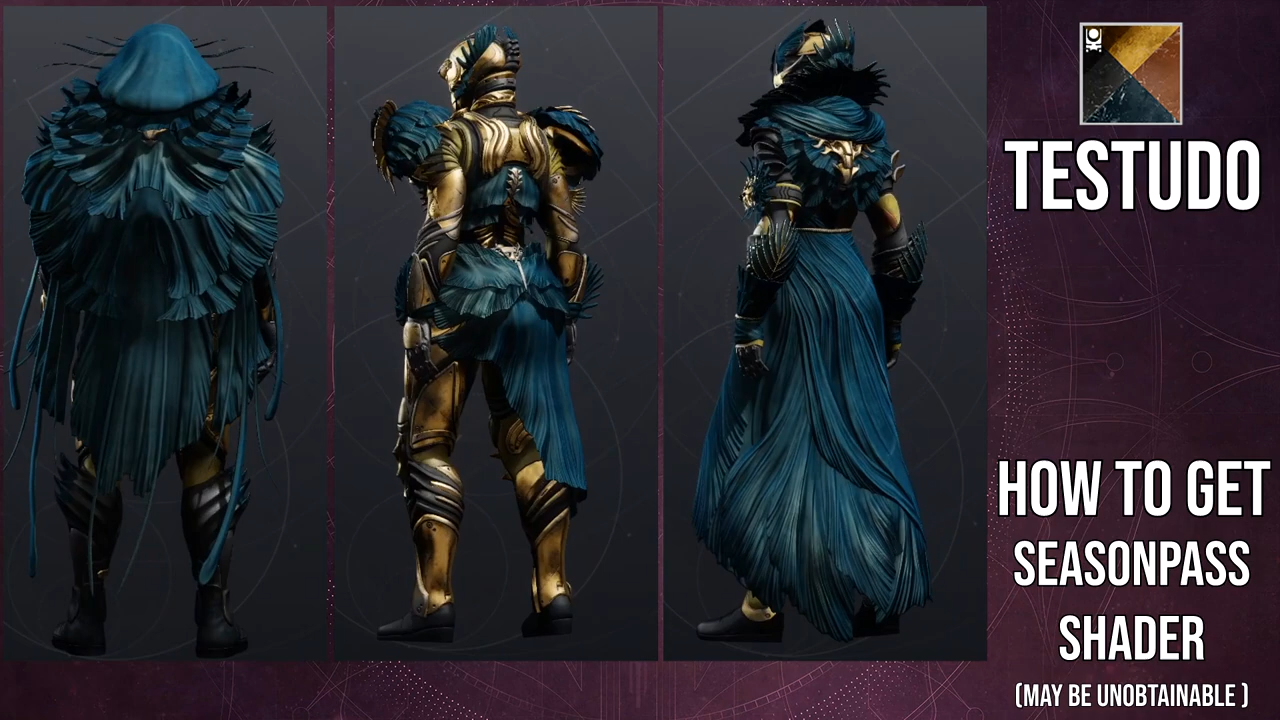 TESTUDO
HOW TO GET
SEASONPASS
SHADER
(MAY BE UNOBTAINABLE )